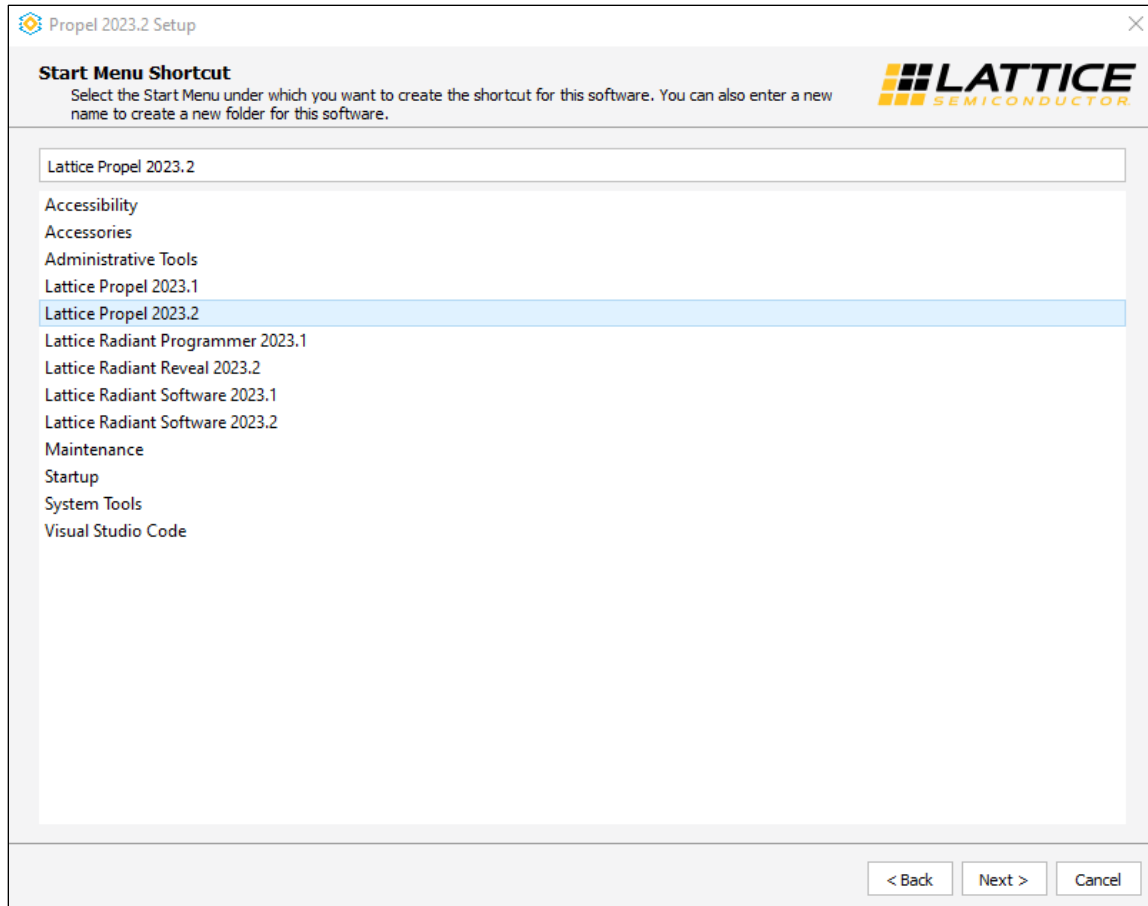 Propel 2023.2 Setup
Start Menu Shortcut
Select the Start Menu under which you want to create the shortcut for this software. You can also enter a new
name to create a new folder for this software.
LATTICE
SEMICONDUCTOR.
Lattice Propel 2023.2
Accessibility
Accessories
Administrative Tools
Lattice Propel 2023.1
Lattice Propel 2023.2
Lattice Radiant Programmer 2023.1
Lattice Radiant Reveal 2023.2
Lattice Radiant Software 2023.1
Lattice Radiant Software 2023.2
Maintenance
Startup
System Tools
Visual Studio Code
< Back
Next >
Cancel